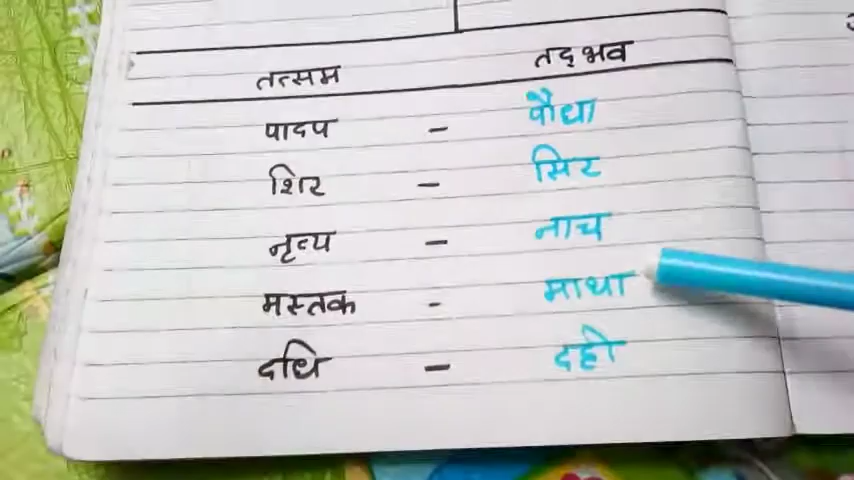 तत्सम तद्भव
पादप - पौधा
शिर - सिर
नृत्य - नाच
मस्तक - माथा
दधि - दही